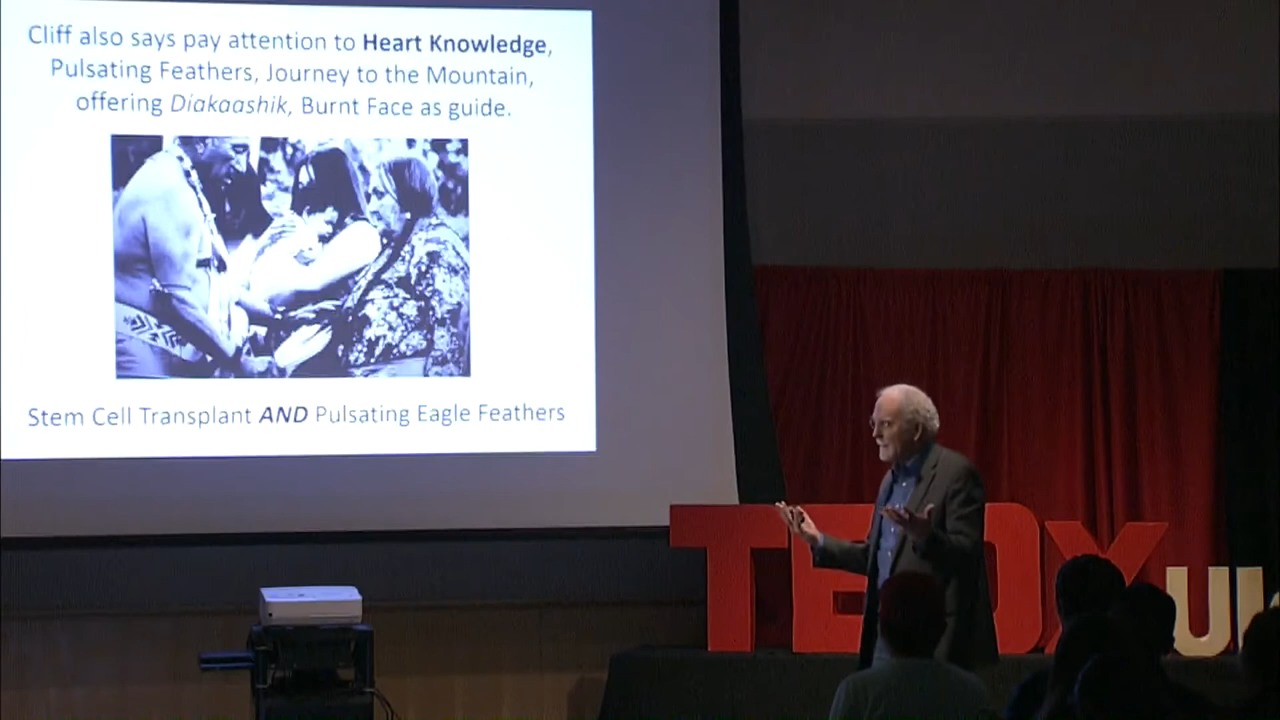 Cliff also says pay attention to Heart Knowledge,
Pulsating Feathers, Journey to the Mountain,
offering Diakaashik, Burnt Face as guide.
Stem Cell Transplant AND Pulsating Eagle Feathers
TEDX